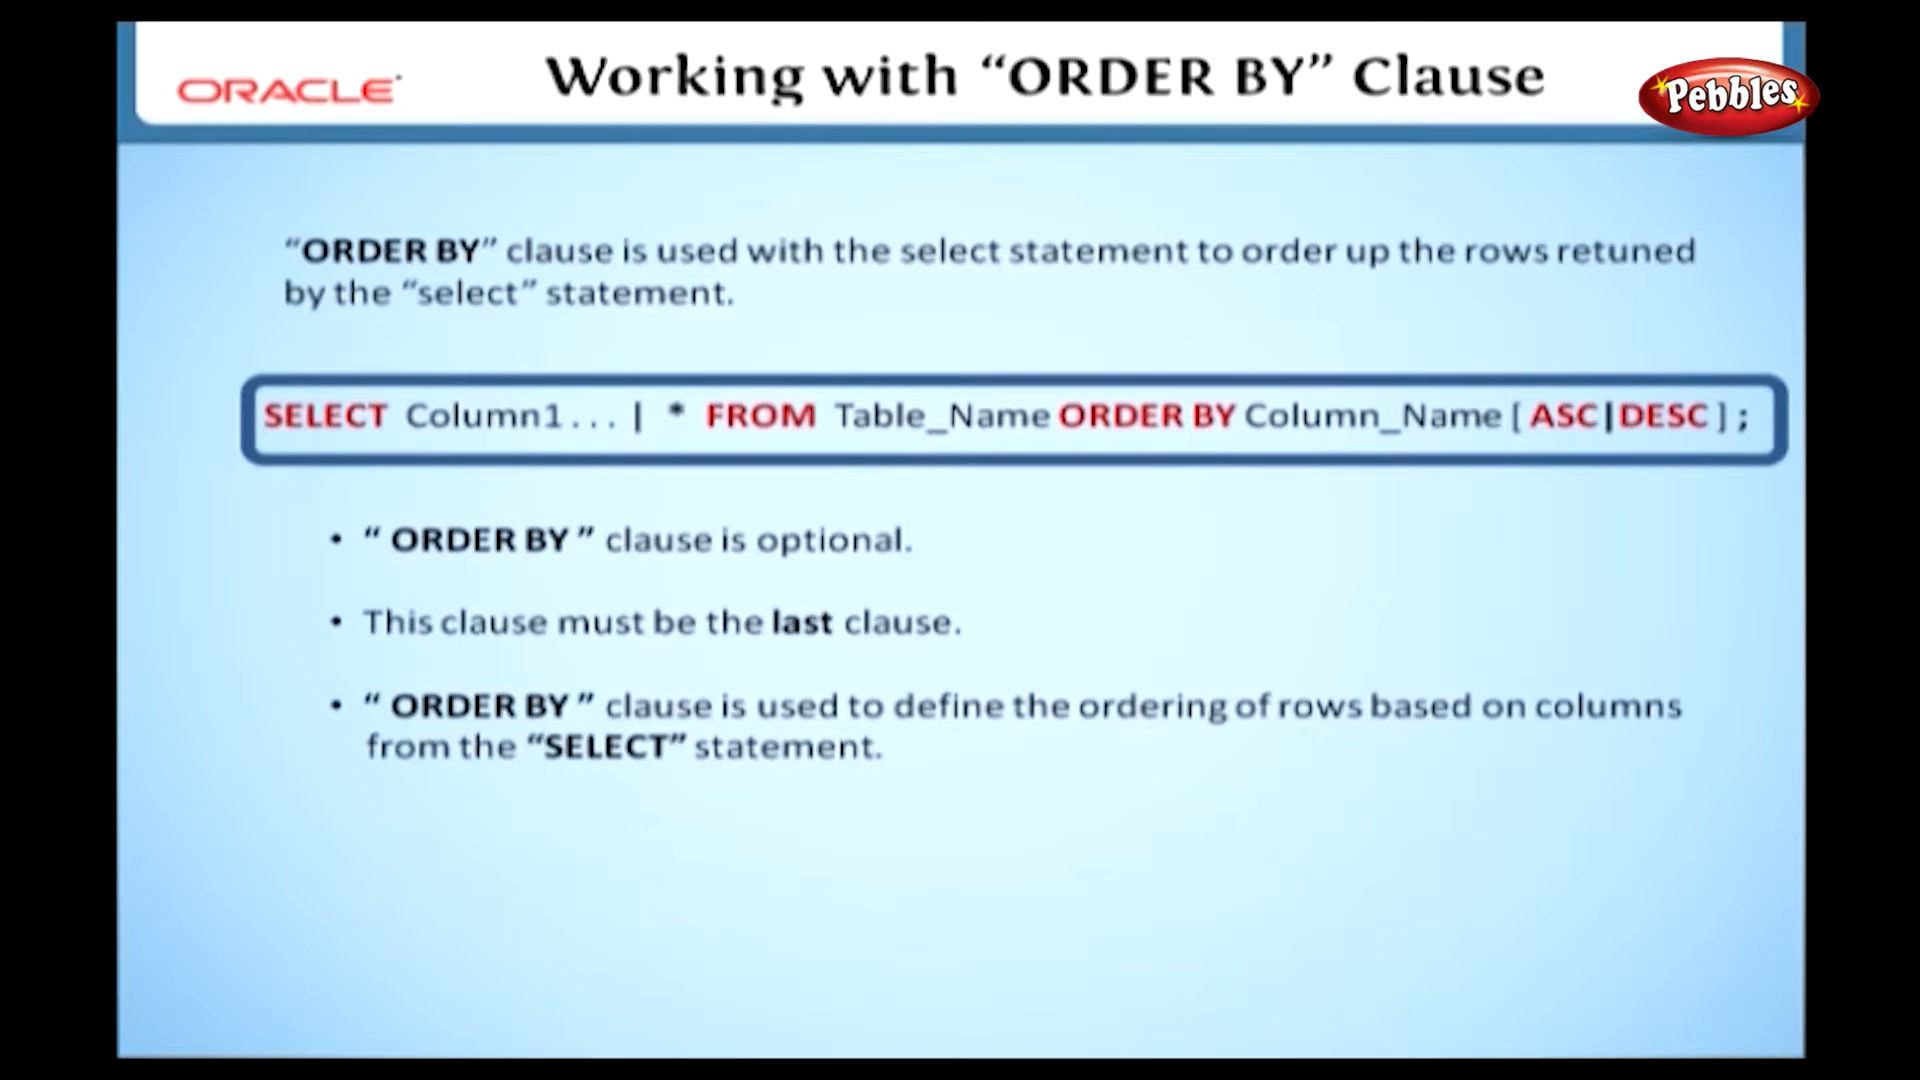 ORACLE
Working with “ORDER BY” Clause
Pebbles
“ORDER BY” clause is used with the select statement to order up the rows retuned
by the “select” statement.
SELECT Column1... | * FROM Table_Name ORDER BY Column_Name [ ASC|DESC ] ;
• “ ORDER BY ” clause is optional.
• This clause must be the last clause.
• “ ORDER BY ” clause is used to define the ordering of rows based on columns
from the “SELECT” statement.